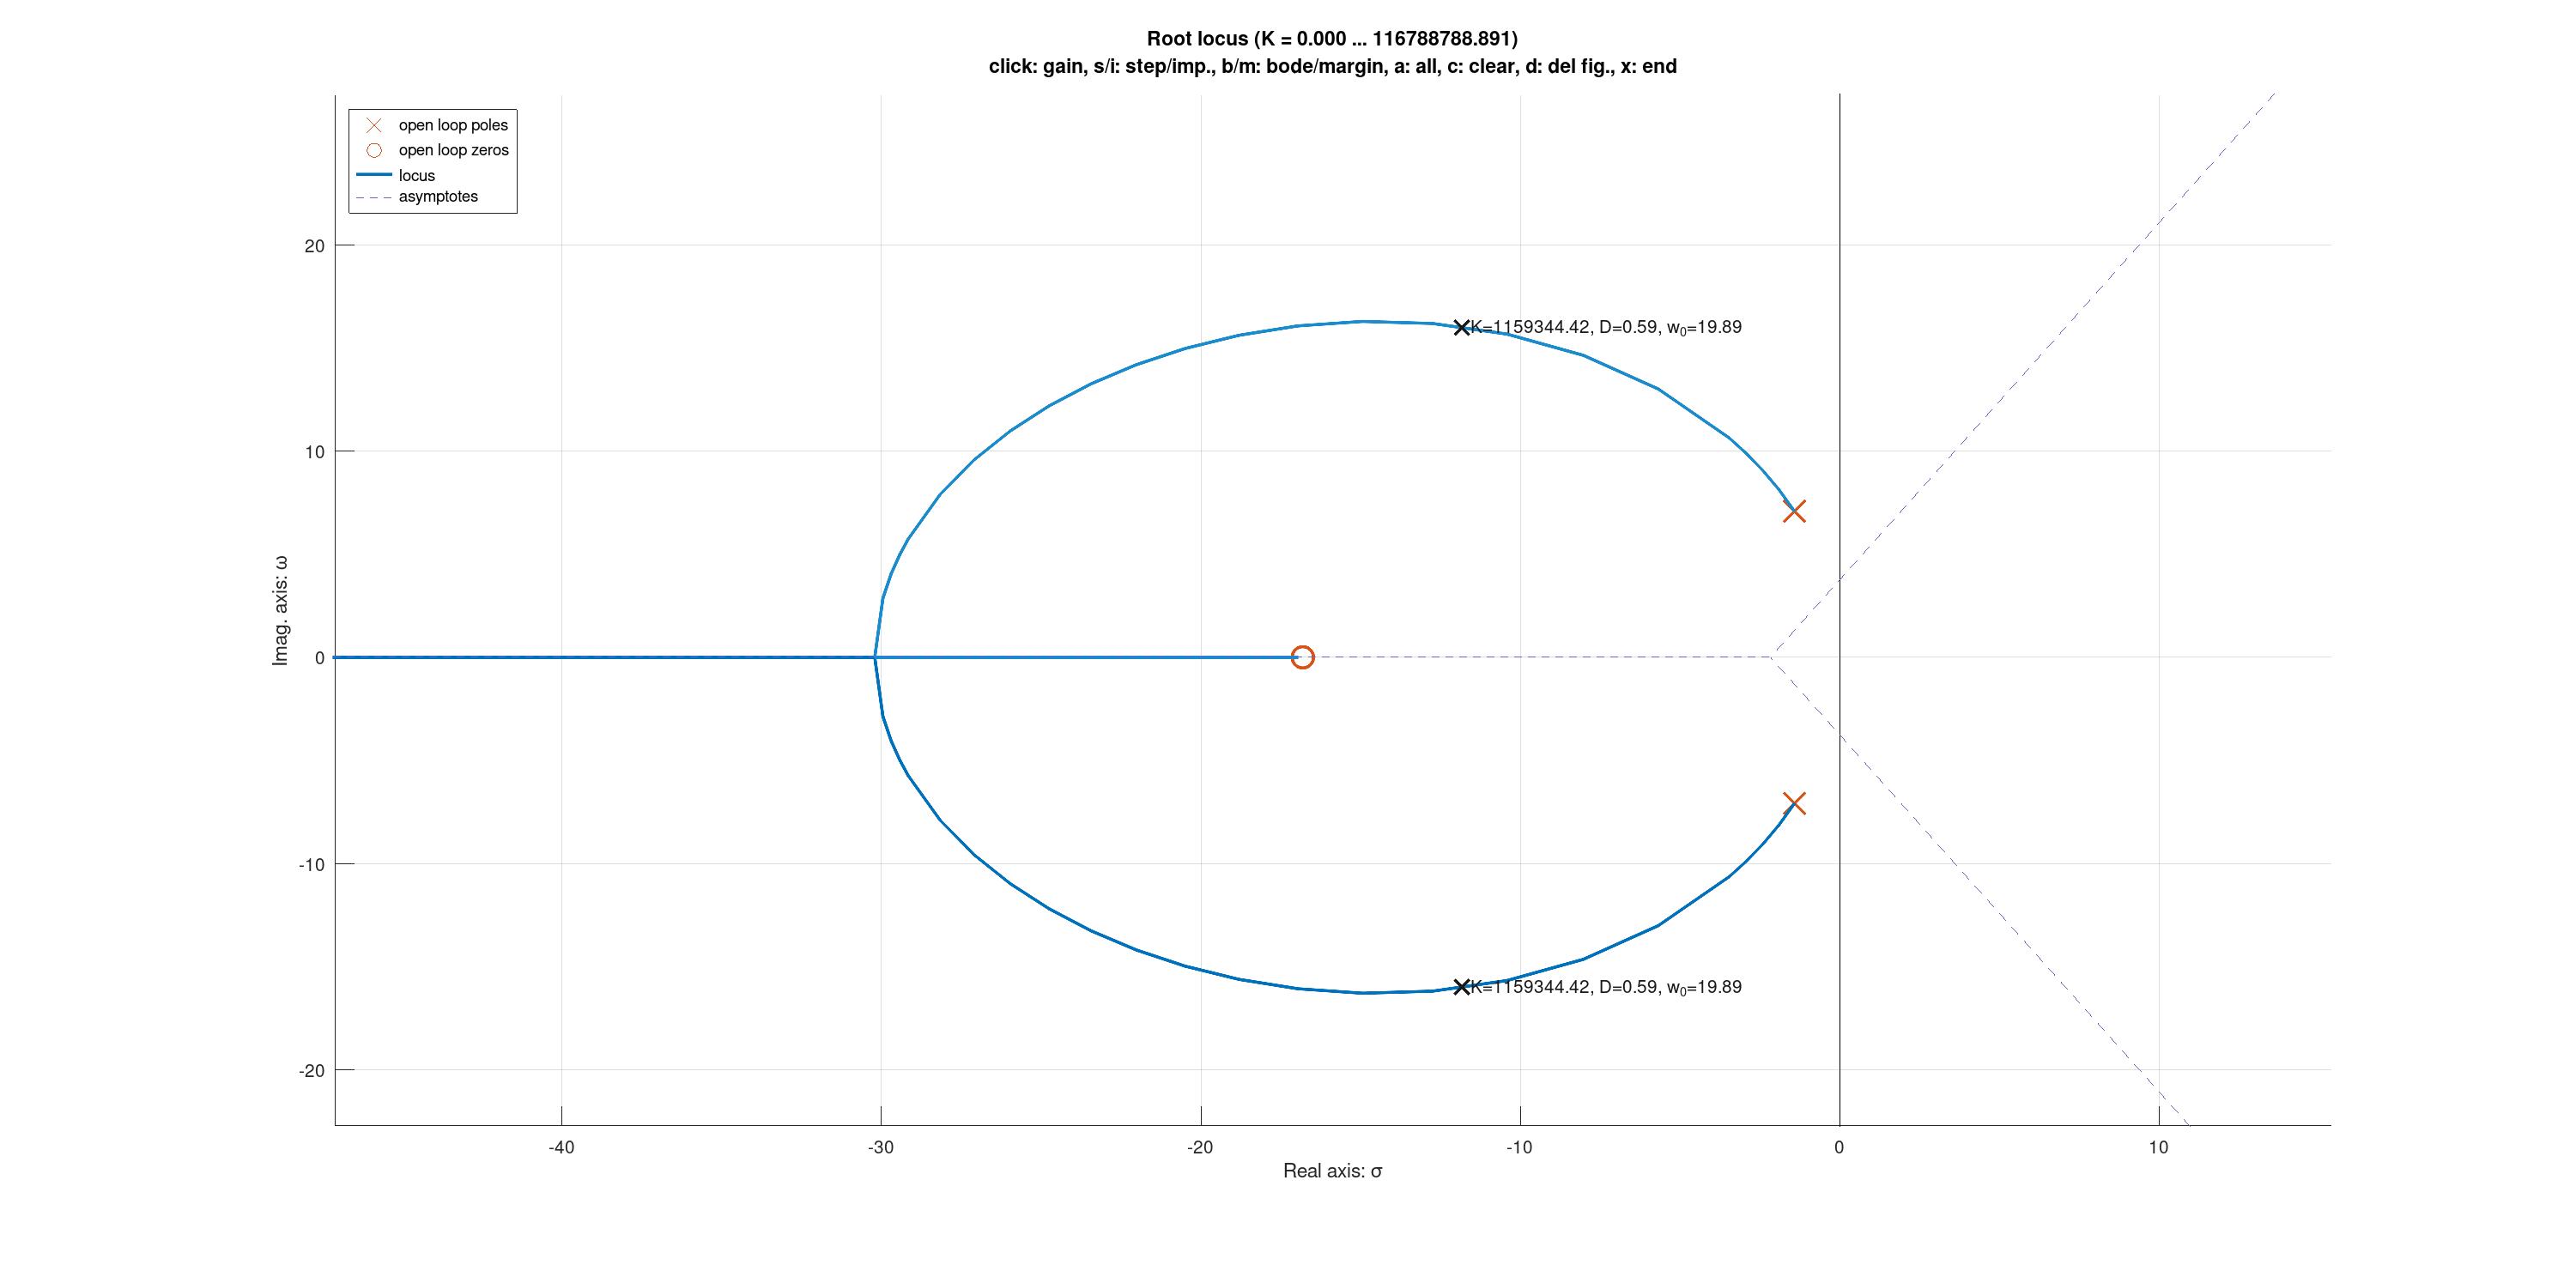 Root locus (K = 0.000 ... 116788788.891)
click: gain, s/i: step/imp., b/m: bode/margin, a: all, c: clear, d: del fig., x: end
open loop poles
open loop zeros
locus
asymptotes
20
10
0
-10
-20
Imag. axis: ω
K=1159344.42, D=0.59, w₀=19.89
K=1159344.42, D=0.59, w₀=19.89
-40
-30
-20
-10
0
10
Real axis: σ